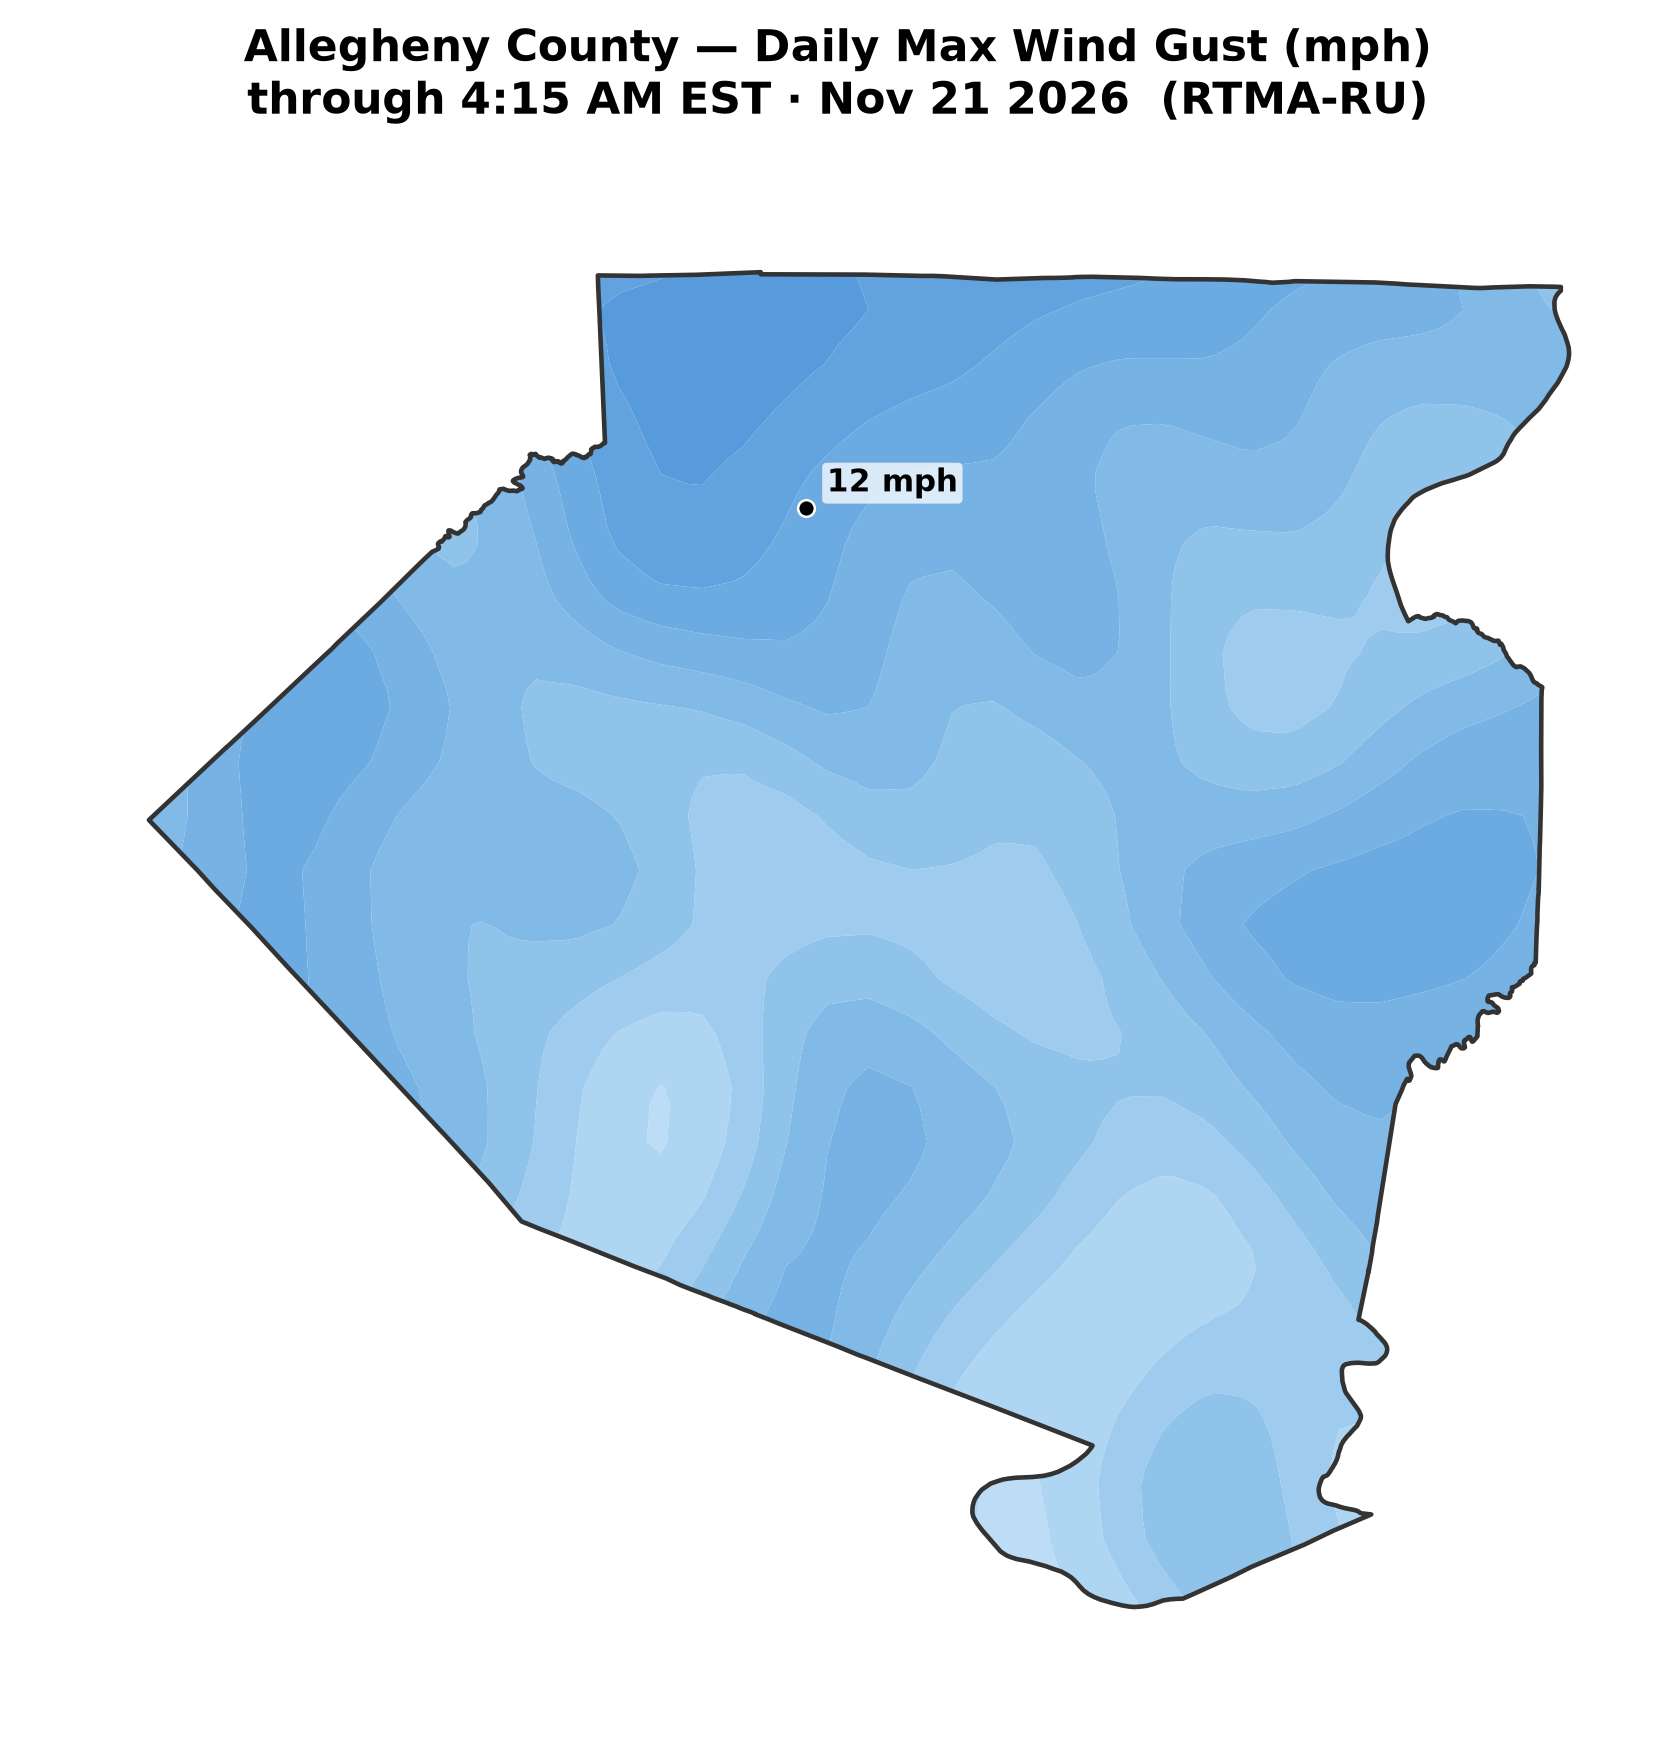 Allegheny County — Daily Max Wind Gust (mph)
through 4:15 AM EST · Nov 21 2026  (RTMA-RU)
12 mph